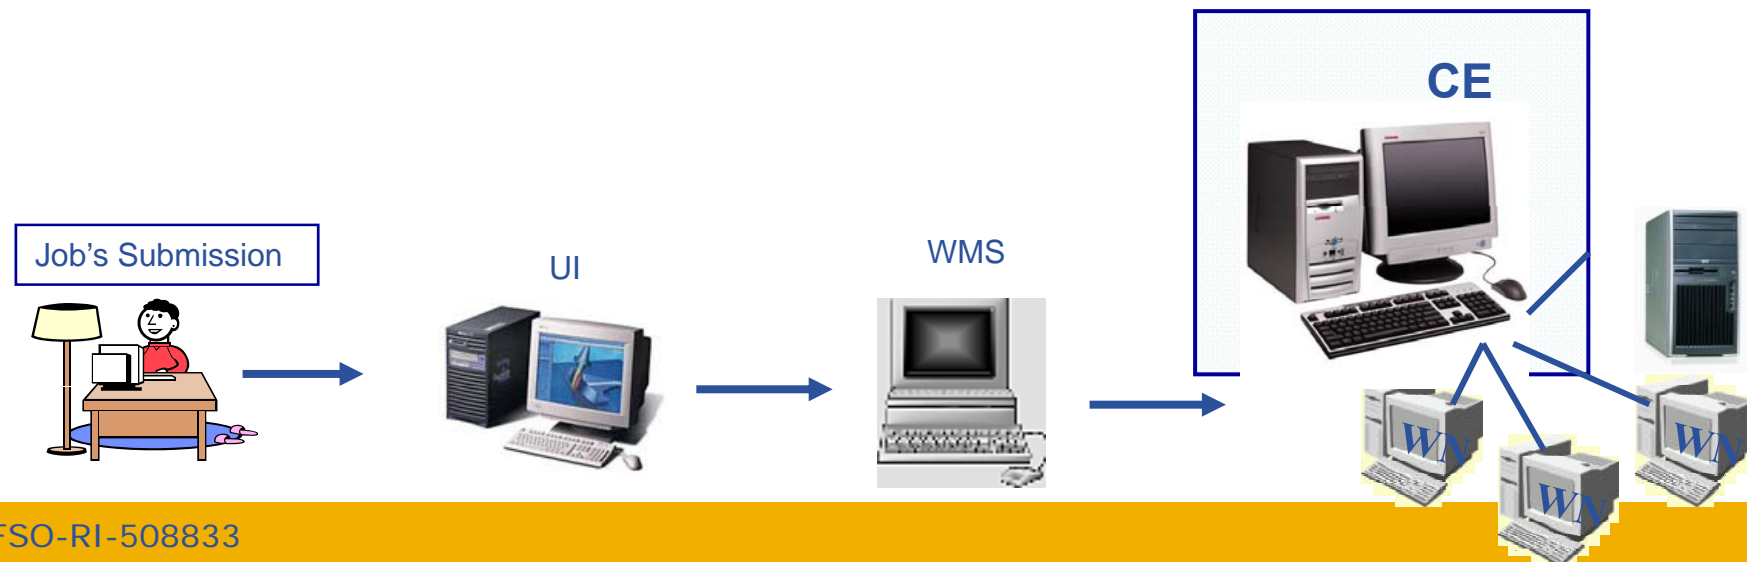 CE
Job's Submission
UI
WMS
WN
WN
WN
FSO-RI-508833